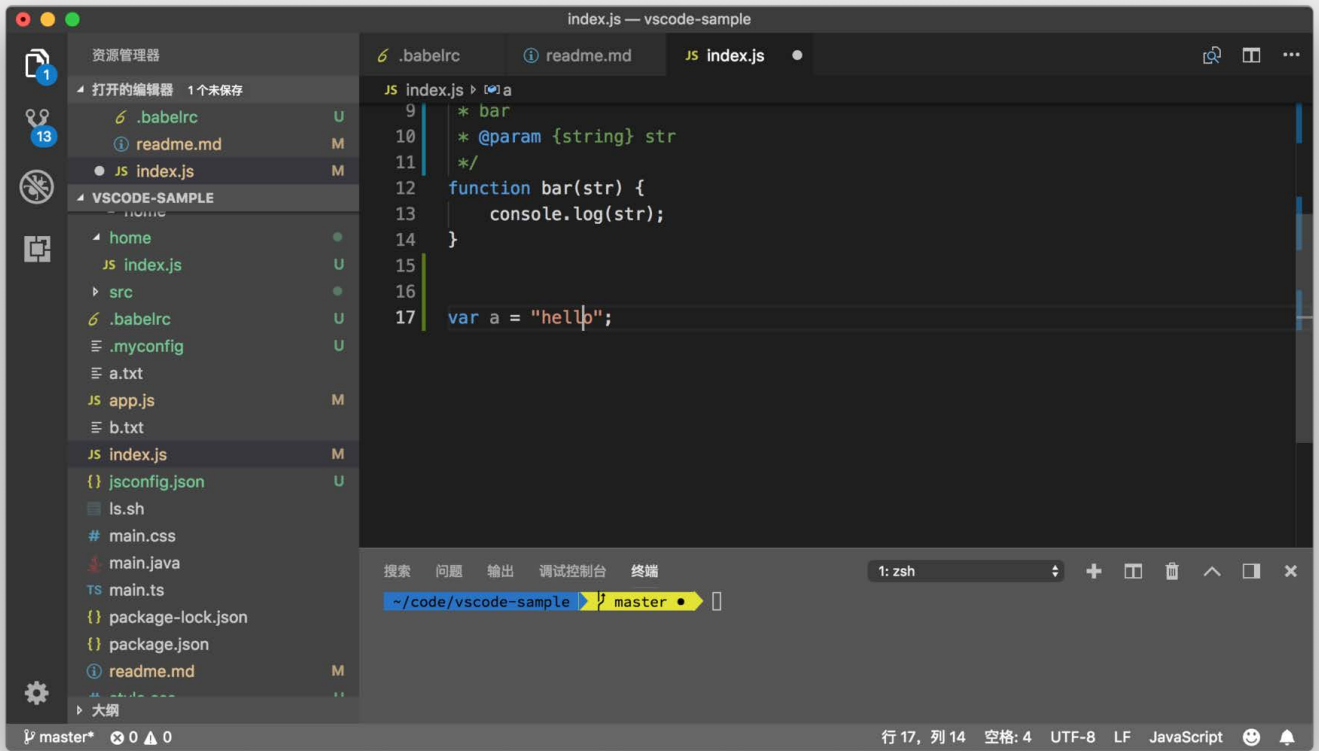 index.js — vscode-sample
资源管理器
.babelrc
readme.md
JS index.js
1
打开的编辑器 1个未保存
.babelrc U
readme.md M
JS index.js M
13
VSCODE-SAMPLE
home
home
JS index.js U
src
.babelrc U
.myconfig U
a.txt
JS app.js M
b.txt
JS index.js M
{} jsconfig.json U
ls.sh
# main.css
main.java
TS main.ts
{} package-lock.json
{} package.json
readme.md M
# style.css U
大纲
JS index.js a
9 * bar
10 * @param {string} str
11 */
12 function bar(str) {
13 console.log(str);
14 }
15
16
17 var a = "hello";
搜索 问题 输出 调试控制台 终端 1: zsh
~/code/vscode-sample master
master* 0 0 行 17，列 14 空格: 4 UTF-8 LF JavaScript